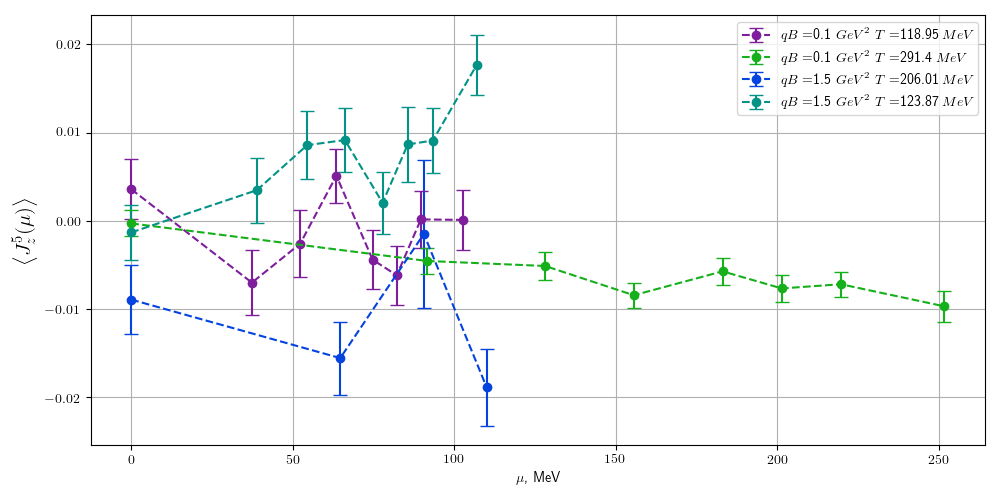 qB =0.1 GeV² T =118.95 MeV
qB =0.1 GeV² T =291.4 MeV
qB =1.5 GeV² T =206.01 MeV
qB =1.5 GeV² T =123.87 MeV
0.02
0.01
0.00
−0.01
−0.02
⟨J_z^5(μ)⟩
0 50 100 150 200 250
μ, MeV